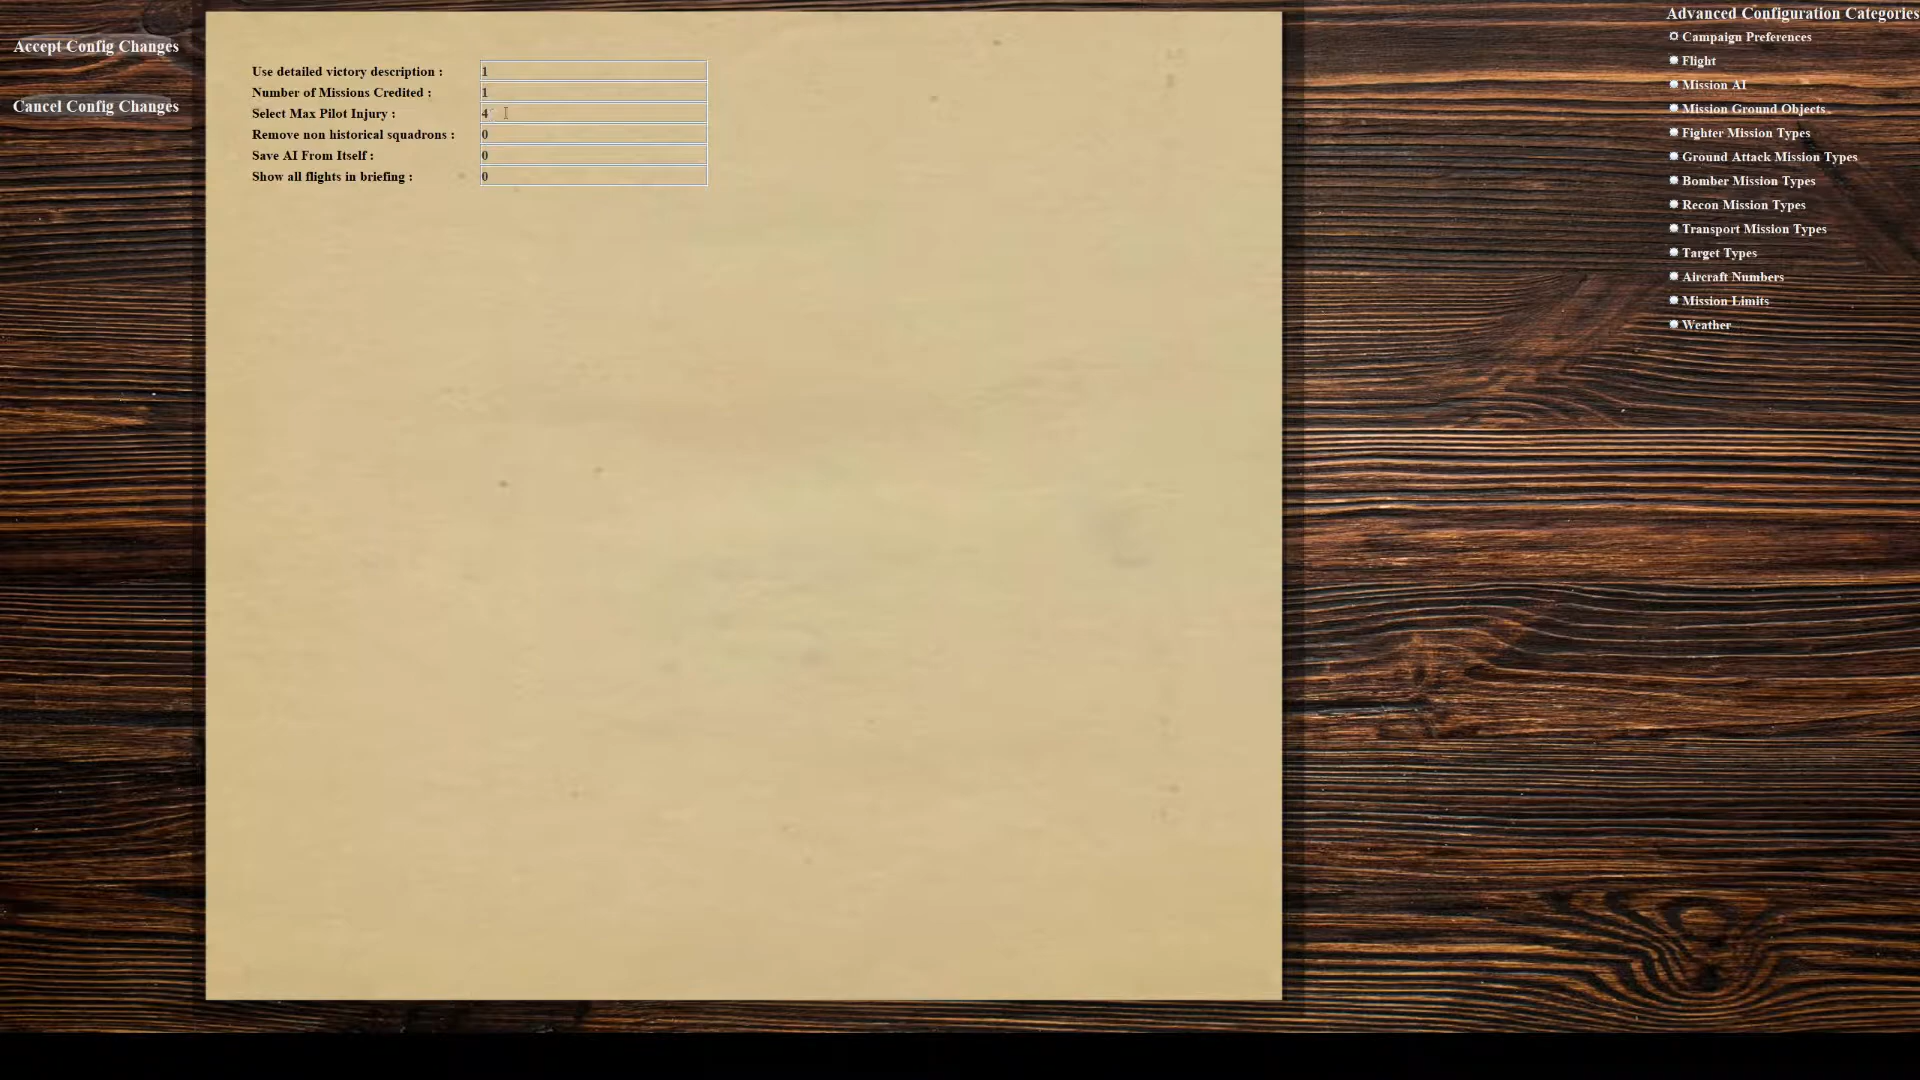 Accept Config Changes
Cancel Config Changes
Use detailed victory description : 1
Number of Missions Credited : 1
Select Max Pilot Injury : 4
Remove non historical squadrons : 0
Save AI From Itself : 0
Show all flights in briefing : 0
Advanced Configuration Categories
Campaign Preferences
Flight
Mission AI
Mission Ground Objects
Fighter Mission Types
Ground Attack Mission Types
Bomber Mission Types
Recon Mission Types
Transport Mission Types
Target Types
Aircraft Numbers
Mission Limits
Weather